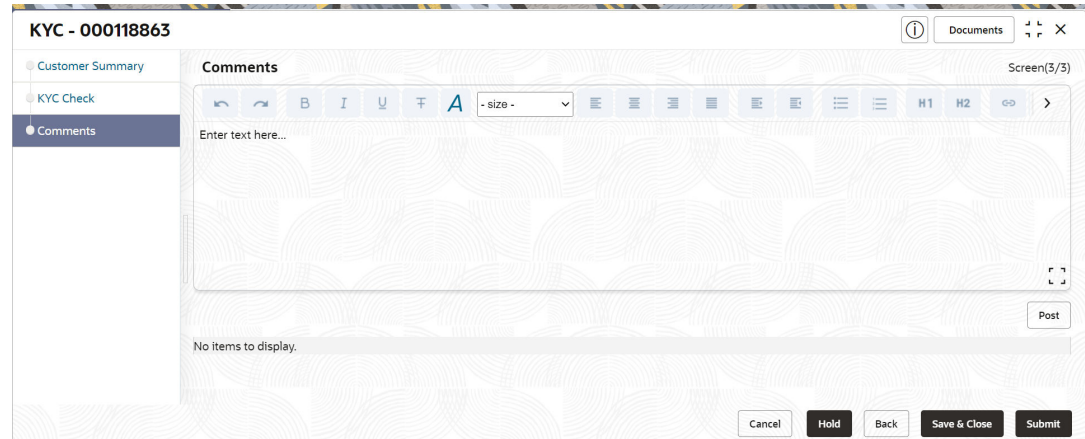 KYC - 000118863
Documents
Customer Summary
KYC Check
Comments
Comments
Screen(3/3)
B I U T A - size - H1 H2
Enter text here...
Post
No items to display.
Cancel Hold Back Save & Close Submit